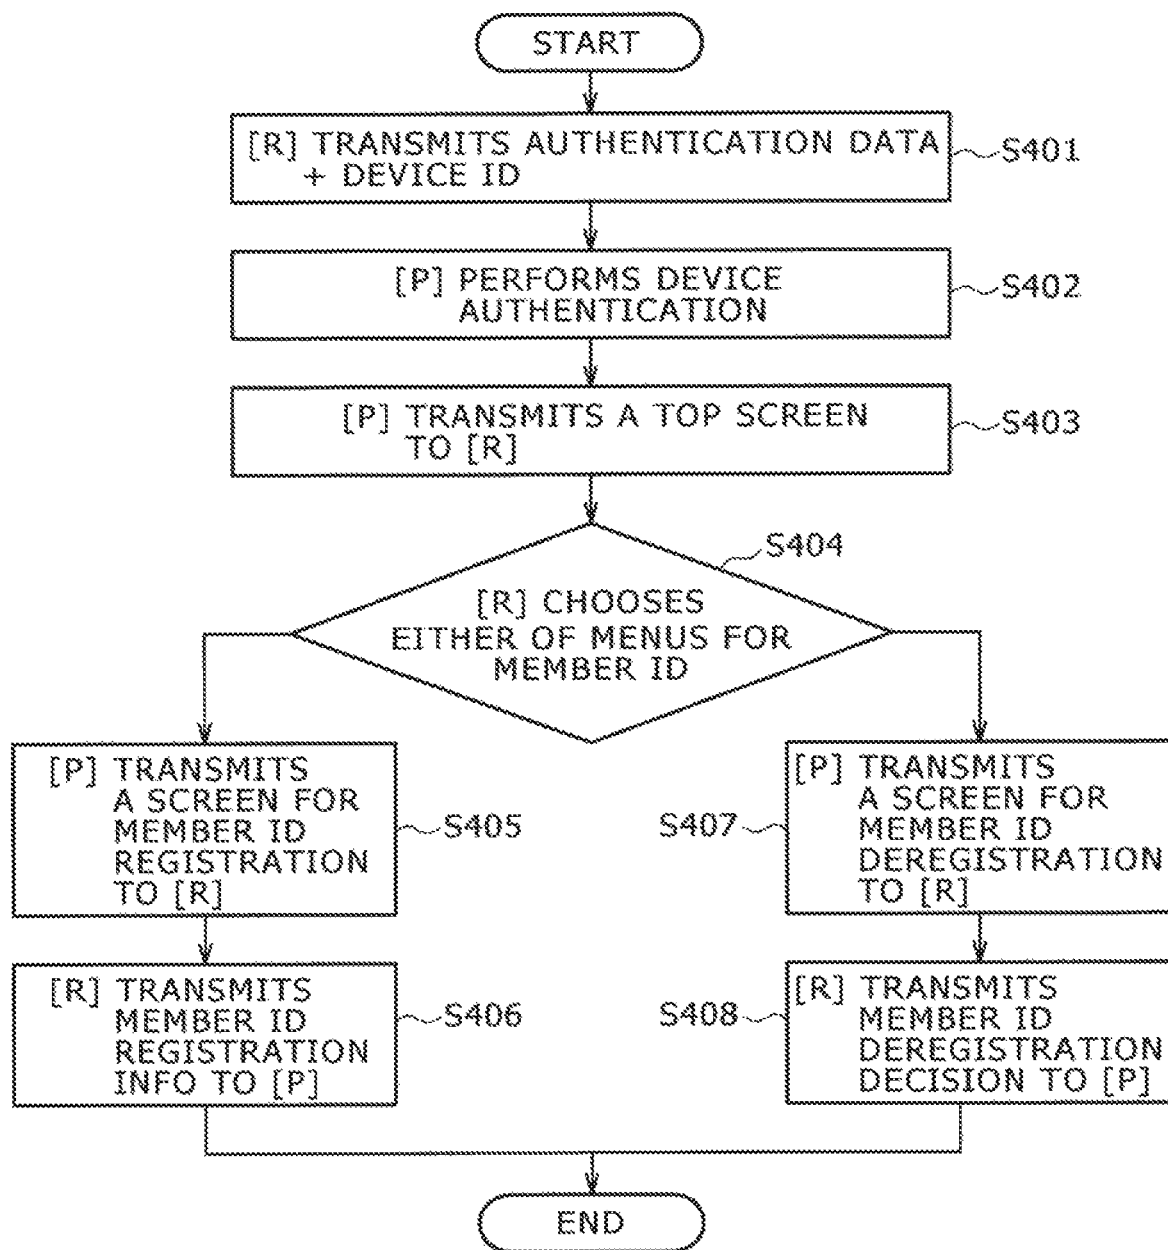 START
[R] TRANSMITS AUTHENTICATION DATA
+ DEVICE ID
S401
[P] PERFORMS DEVICE
AUTHENTICATION
S402
[P] TRANSMITS A TOP SCREEN
TO [R]
S403
S404
[R] CHOOSES
EITHER OF MENUS FOR
MEMBER ID
[P] TRANSMITS
A SCREEN FOR
MEMBER ID
REGISTRATION
TO [R]
S405
S407
[P] TRANSMITS
A SCREEN FOR
MEMBER ID
DEREGISTRATION
TO [R]
[R] TRANSMITS
MEMBER ID
REGISTRATION
INFO TO [P]
S406
S408
[R] TRANSMITS
MEMBER ID
DEREGISTRATION
DECISION TO [P]
END